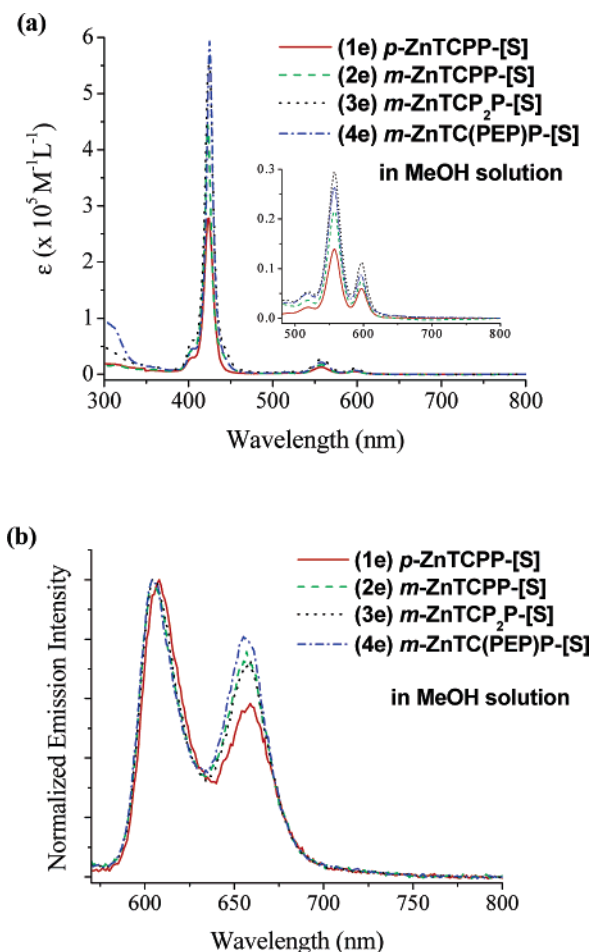 (a)
ε (x 10⁵ M⁻¹L⁻¹)
6
5
4
3
2
1
0
(1e) p-ZnTCPP-[S]
(2e) m-ZnTCPP-[S]
(3e) m-ZnTCP₂P-[S]
(4e) m-ZnTC(PEP)P-[S]
in MeOH solution
0.3
0.2
0.1
0.0
500 600 700 800
300 400 500 600 700 800
Wavelength (nm)
(b)
Normalized Emission Intensity
(1e) p-ZnTCPP-[S]
(2e) m-ZnTCPP-[S]
(3e) m-ZnTCP₂P-[S]
(4e) m-ZnTC(PEP)P-[S]
in MeOH solution
600 650 700 750 800
Wavelength (nm)